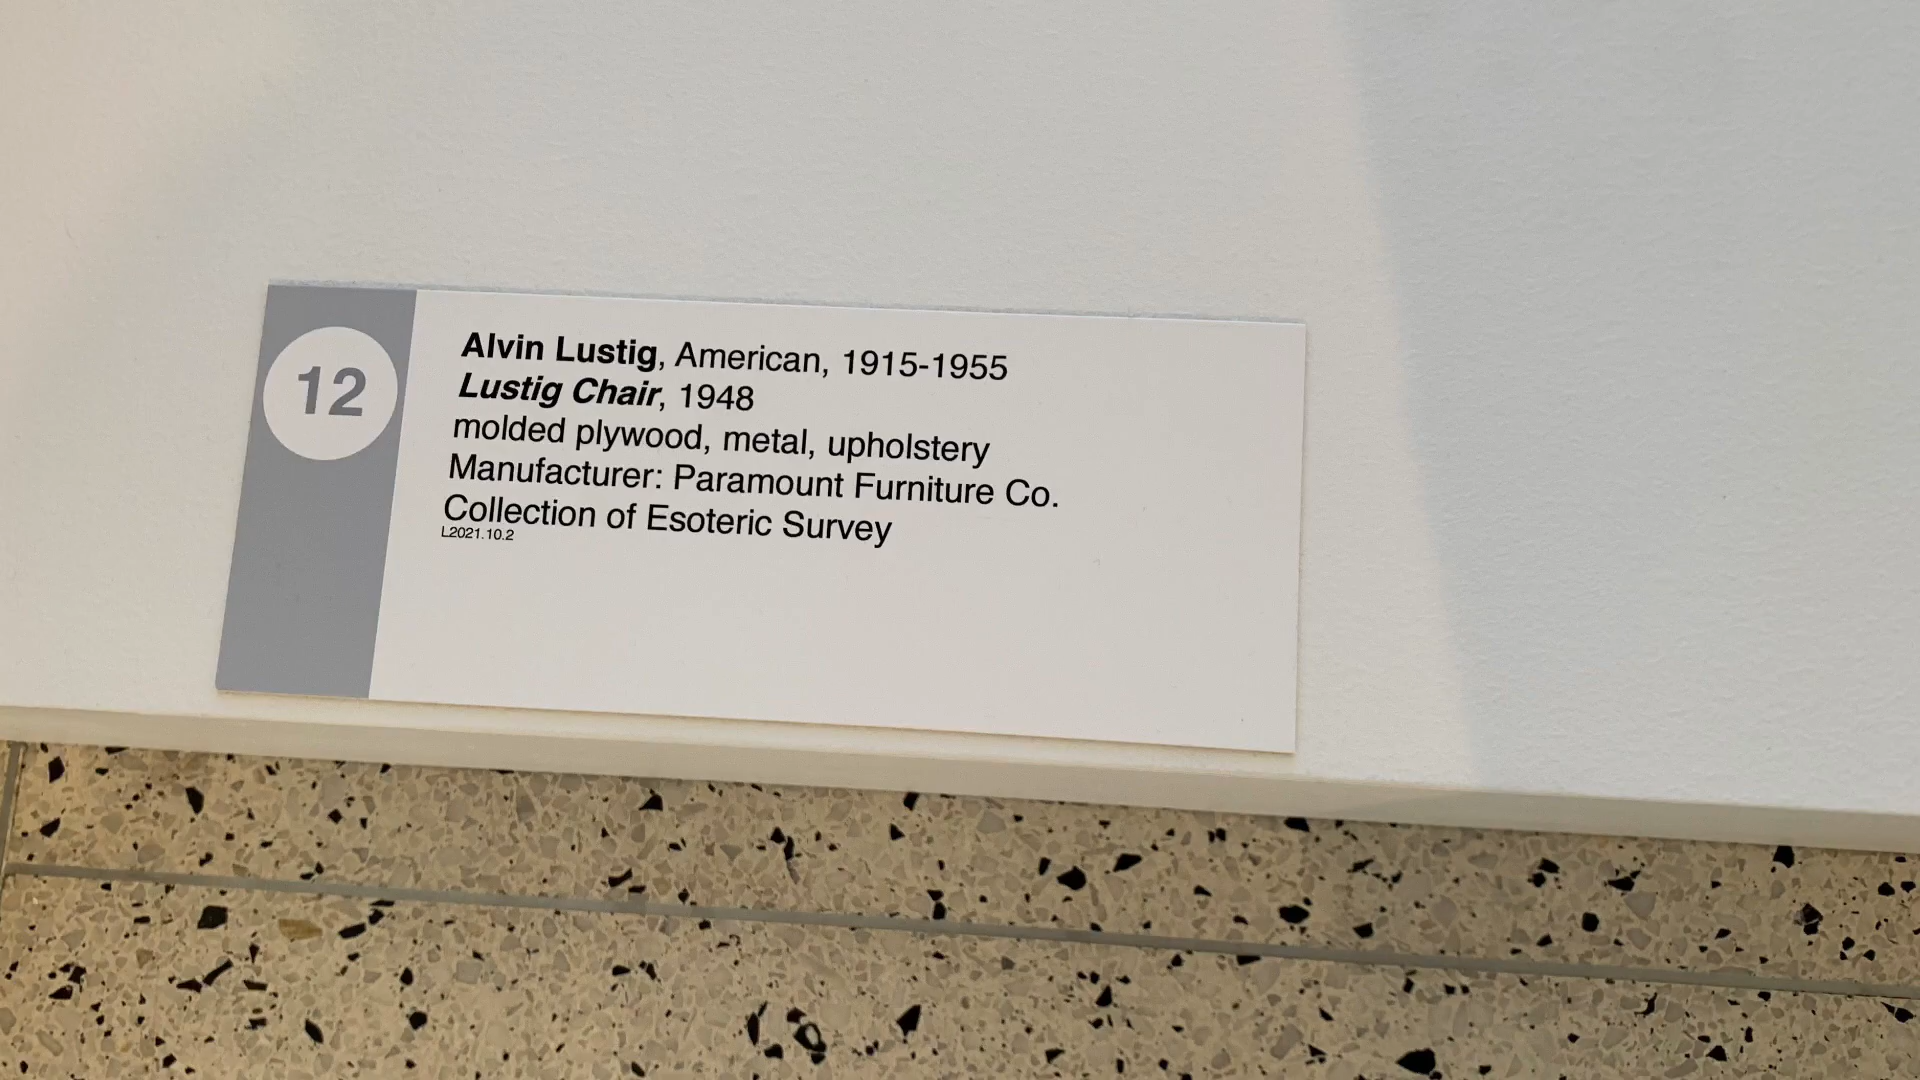 12
Alvin Lustig, American, 1915-1955
Lustig Chair, 1948
molded plywood, metal, upholstery
Manufacturer: Paramount Furniture Co.
Collection of Esoteric Survey
L2021.10.2